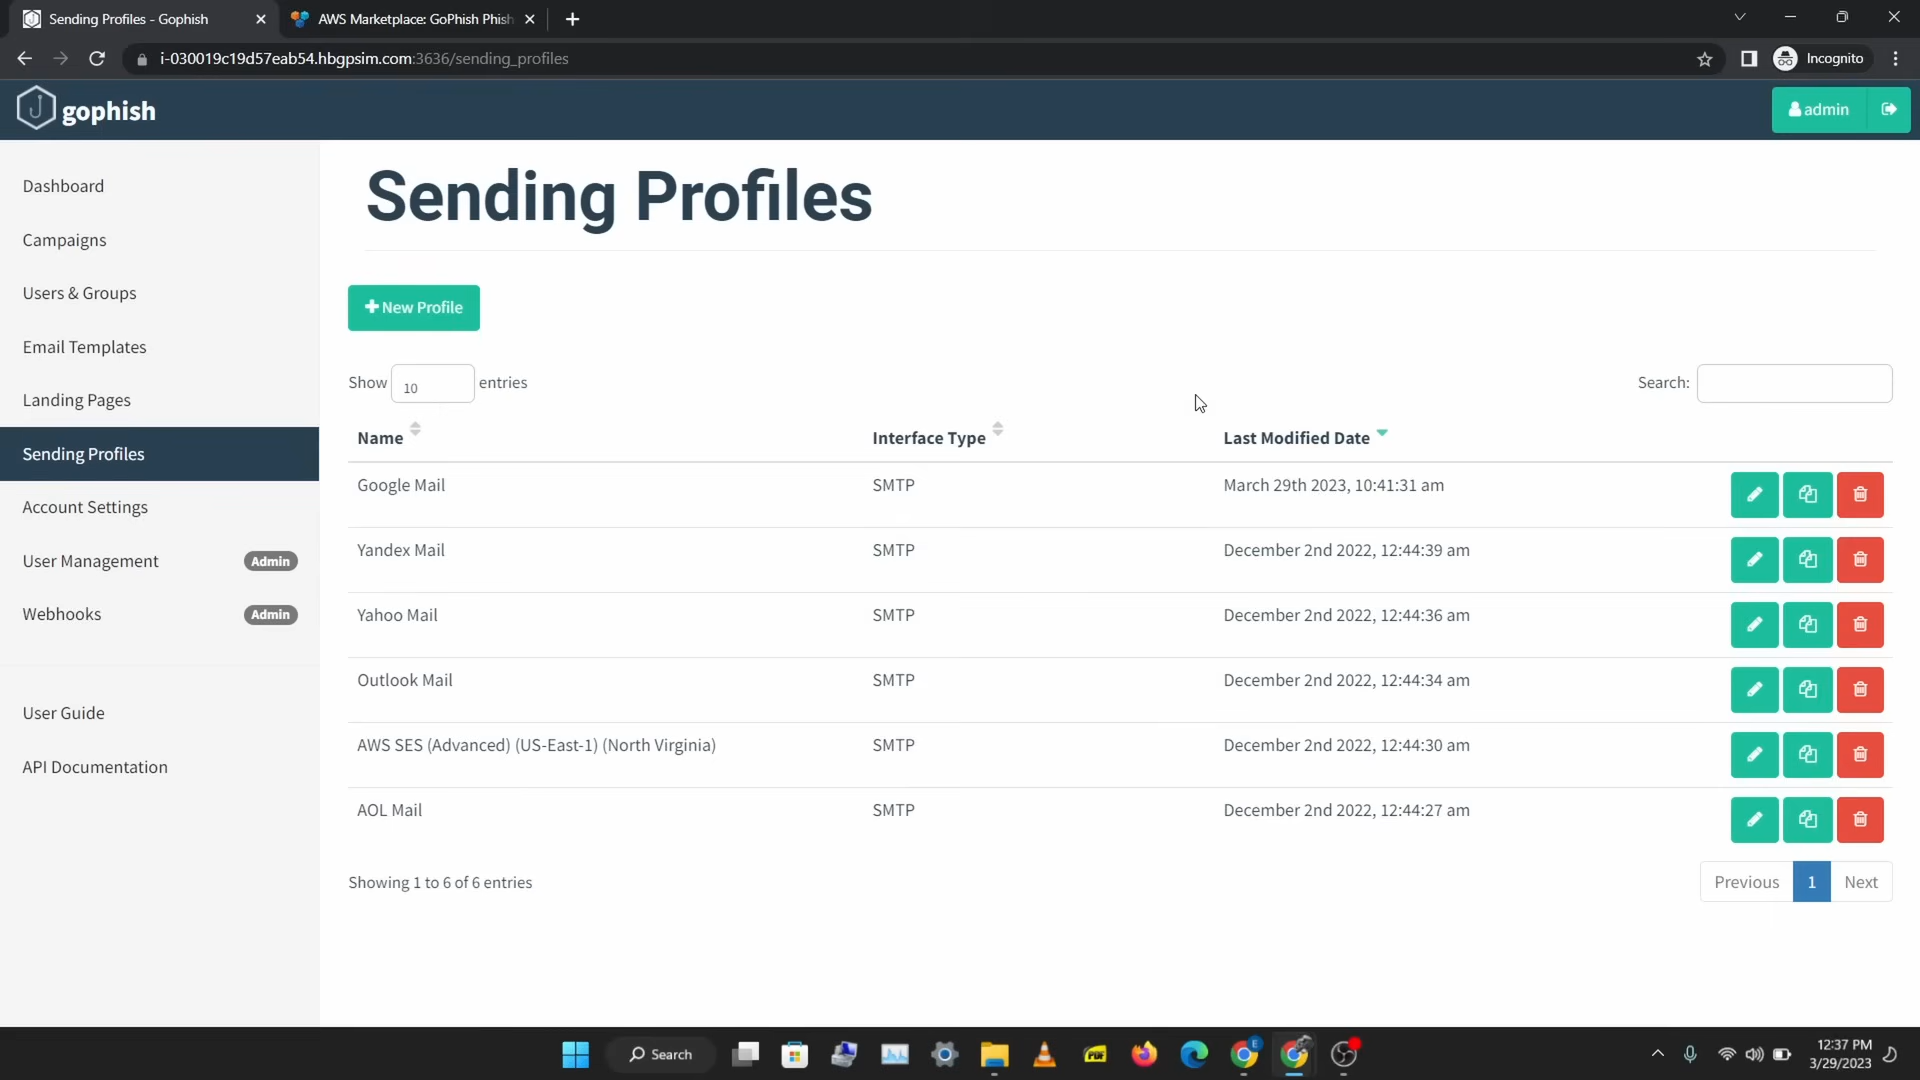 Sending Profiles - Gophish
AWS Marketplace: GoPhish Phish
i-030019c19d57eab54.hbgpsim.com:3636/sending_profiles
Incognito
gophish
admin
Dashboard
Campaigns
Users & Groups
Email Templates
Landing Pages
Sending Profiles
Account Settings
User Management Admin
Webhooks Admin
User Guide
API Documentation
Sending Profiles
New Profile
Show 10 entries
Search:
Name Interface Type Last Modified Date
Google Mail SMTP March 29th 2023, 10:41:31 am
Yandex Mail SMTP December 2nd 2022, 12:44:39 am
Yahoo Mail SMTP December 2nd 2022, 12:44:36 am
Outlook Mail SMTP December 2nd 2022, 12:44:34 am
AWS SES (Advanced) (US-East-1) (North Virginia) SMTP December 2nd 2022, 12:44:30 am
AOL Mail SMTP December 2nd 2022, 12:44:27 am
Showing 1 to 6 of 6 entries
Previous 1 Next
Search
PDF
E
12:37 PM
3/29/2023